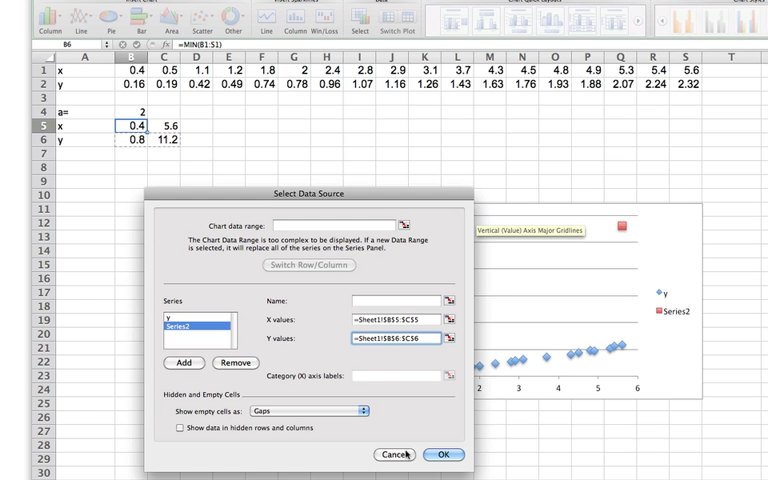 Column Line Pie Bar Area Scatter Other Line Column Win/Loss Select Switch Plot
B6 fx =MIN(B1:S1)
A B C D E F G H I J K L M N O P Q R S T
1 x 0.4 0.5 1.1 1.2 1.8 2 2.4 2.8 2.9 3.1 3.7 4.3 4.5 4.8 4.9 5.3 5.4 5.6
2 y 0.16 0.19 0.42 0.49 0.74 0.78 0.96 1.07 1.16 1.26 1.43 1.63 1.76 1.93 1.88 2.07 2.24 2.32
3
4 a= 2
5 x 0.4 5.6
6 y 0.8 11.2
7
8
9
10
Select Data Source
11
12
Chart data range:
Vertical (Value) Axis Major Gridlines
13
The Chart Data Range is too complex to be displayed. If a new Data Range
14
is selected, it will replace all of the series on the Series Panel.
15
Switch Row/Column
16
17
Series Name:
y Series2
18
y
X values: =Sheet1!$B$5:$C$5
19
Series2
20
Y values: =Sheet1!$B$6:$C$6
21
22
Add Remove
23
Category (X) axis labels:
2 3 4 5 6
24
Hidden and Empty Cells
25
Show empty cells as: Gaps
26
Show data in hidden rows and columns
27
28
Cancel OK
29
30